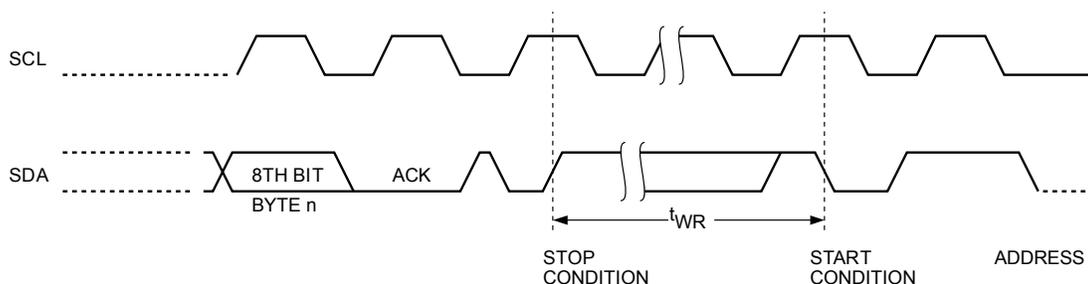 SCL
SDA
8TH BIT
ACK
BYTE n
tWR
STOP
CONDITION
START
CONDITION
ADDRESS